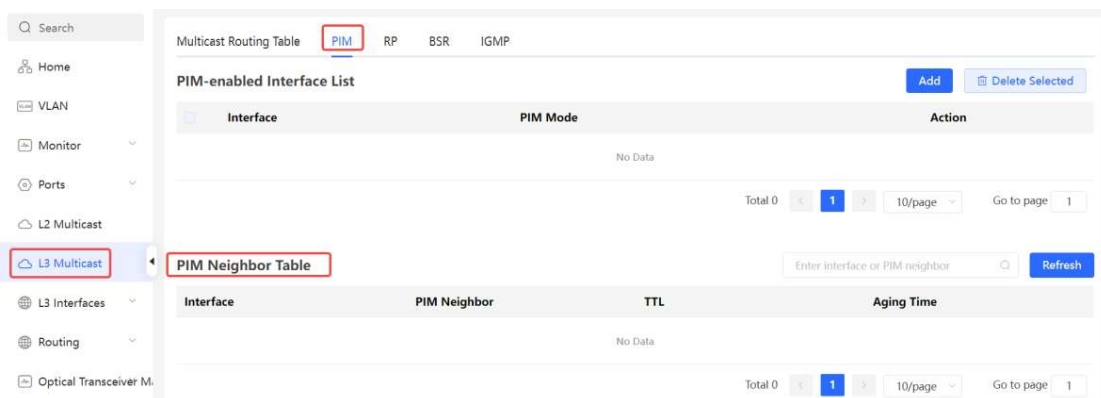 Search
Home
VLAN
Monitor
Ports
L2 Multicast
L3 Multicast
L3 Interfaces
Routing
Optical Transceiver Ma
Multicast Routing Table PIM RP BSR IGMP
PIM-enabled Interface List Add Delete Selected
Interface PIM Mode Action
No Data
Total 0 < 1 > 10/page Go to page 1
PIM Neighbor Table Enter interface or PIM neighbor Refresh
Interface PIM Neighbor TTL Aging Time
No Data
Total 0 < 1 > 10/page Go to page 1